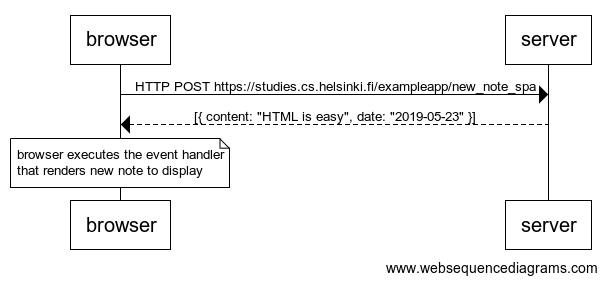 browser
server
HTTP POST https://studies.cs.helsinki.fi/exampleapp/new_note_spa
[{ content: "HTML is easy", date: "2019-05-23" }]
browser executes the event handler
that renders new note to display
browser
server
www.websequencediagrams.com